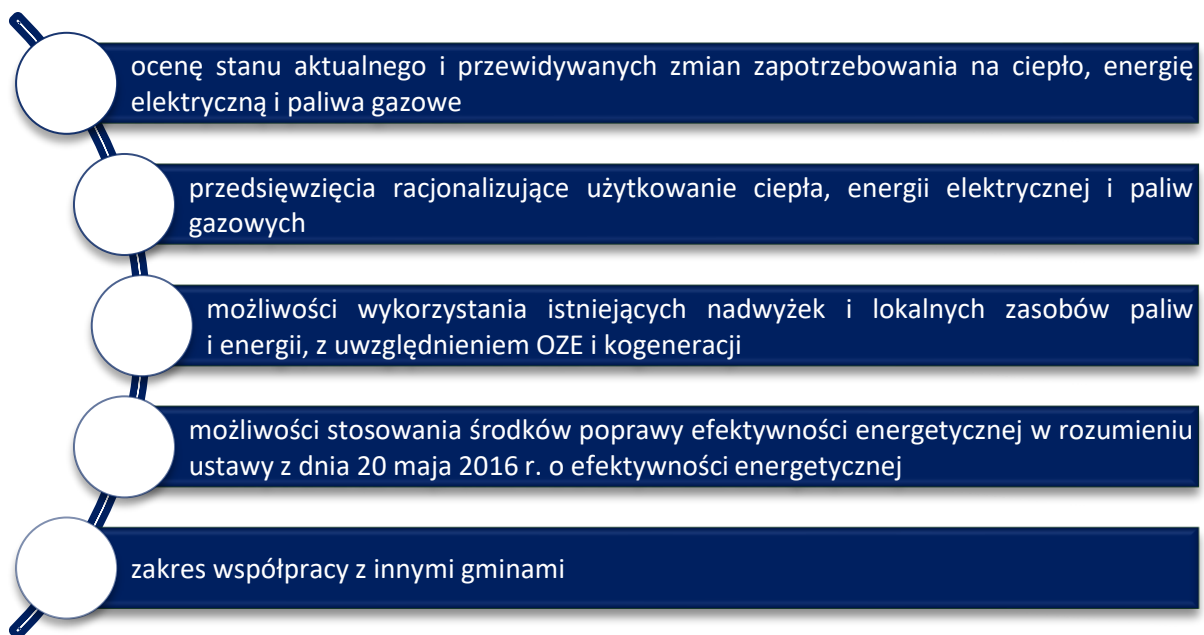 ocenę stanu aktualnego i przewidywanych zmian zapotrzebowania na ciepło, energię
elektryczną i paliwa gazowe
przedsięwzięcia racjonalizujące użytkowanie ciepła, energii elektrycznej i paliw
gazowych
możliwości wykorzystania istniejących nadwyżek i lokalnych zasobów paliw
i energii, z uwzględnieniem OZE i kogeneracji
możliwości stosowania środków poprawy efektywności energetycznej w rozumieniu
ustawy z dnia 20 maja 2016 r. o efektywności energetycznej
zakres współpracy z innymi gminami